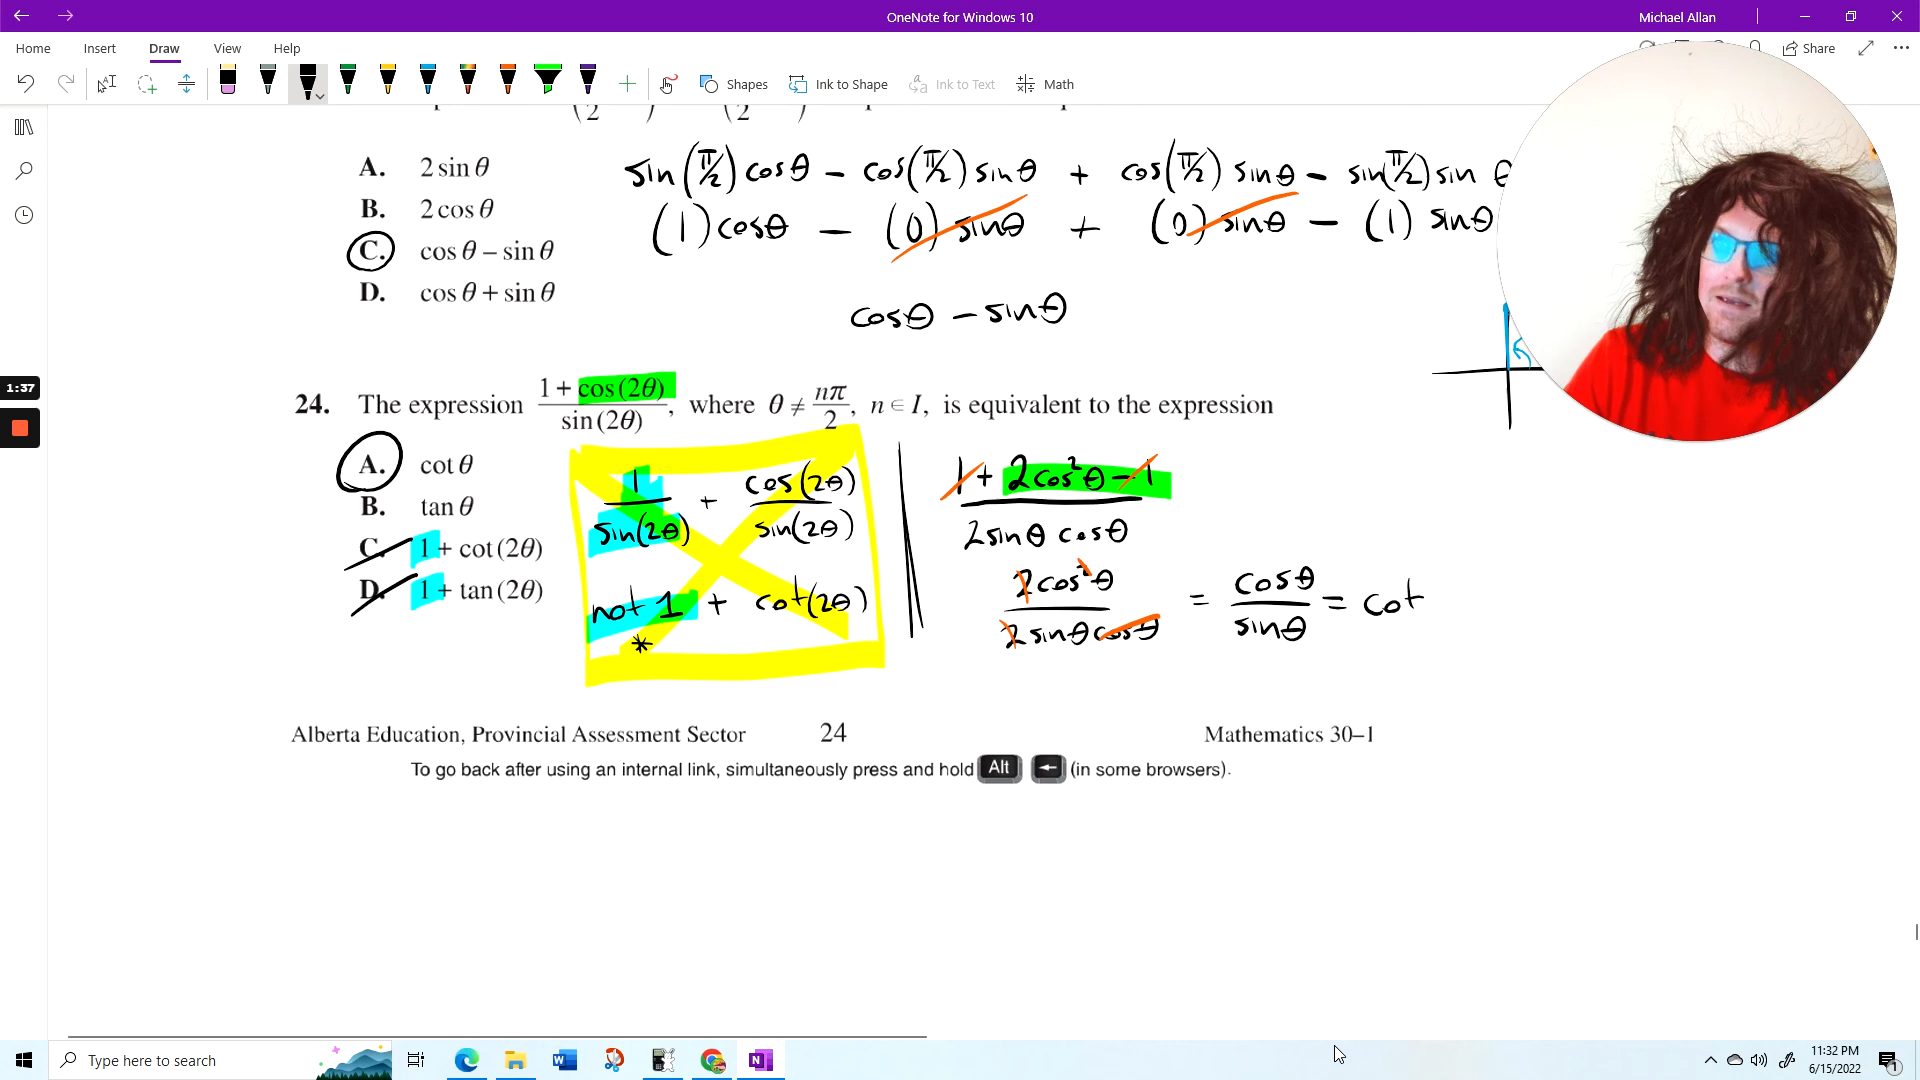 OneNote for Windows 10
Michael Allan
Home Insert Draw View Help
Share
Shapes Ink to Shape Ink to Text Math
(2 ) (2 )
A. 2 sin θ
B. 2 cos θ
C. cos θ – sin θ
D. cos θ + sin θ
sin(π/2) cosθ – cos(π/2) sinθ + cos(π/2) sinθ – sin(π/2) sin θ
(1) cosθ – (0) sinθ + (0) sinθ – (1) sinθ
cosθ – sinθ
1:37
24. The expression (1 + cos (2θ))/(sin (2θ)), where θ ≠ nπ/2, n ∈ I, is equivalent to the expression
A. cot θ
B. tan θ
C. 1 + cot (2θ)
D. 1 + tan (2θ)
1/sin(2θ) + cos(2θ)/sin(2θ)
not 1 + cot(2θ)
*
(1 + 2cos²θ – 1)/(2sinθ cosθ)
2cos²θ/(2sinθcosθ) = cosθ/sinθ = cot
Alberta Education, Provincial Assessment Sector 24 Mathematics 30–1
To go back after using an internal link, simultaneously press and hold Alt ← (in some browsers).
Type here to search
11:32 PM
6/15/2022
1